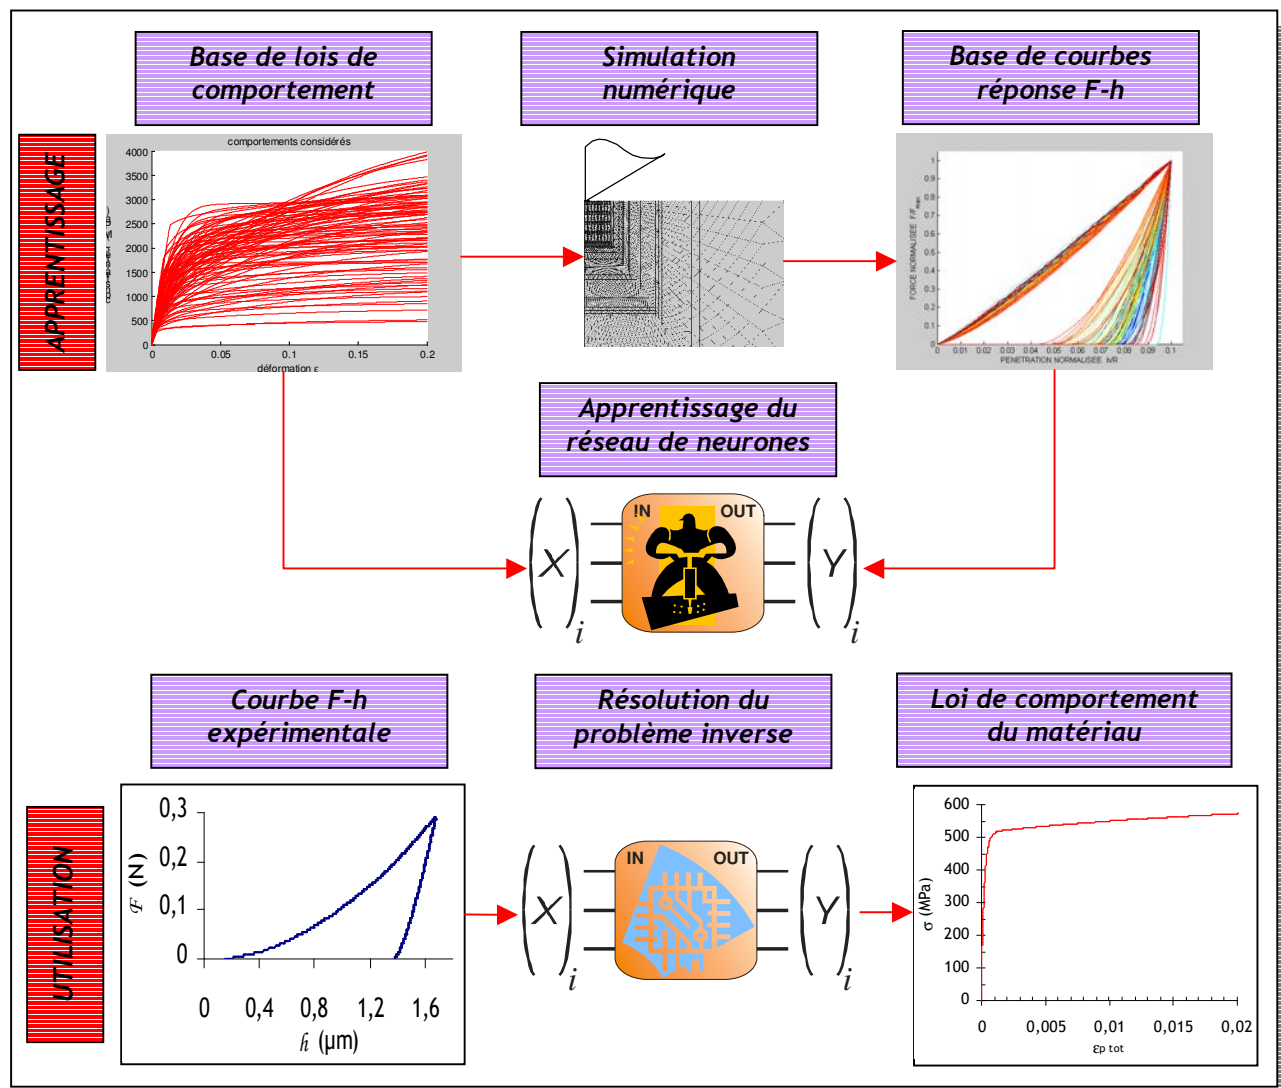 Base de lois de
comportement
Simulation
numérique
Base de courbes
réponse F-h
APPRENTISSAGE
comportements considérés
4000
3500
3000
2500
2000
1500
1000
500
0
0 0.05 0.1 0.15 0.2
déformation ε
FORCE NORMALISEE F/Fmax
1
0.9
0.8
0.7
0.6
0.5
0.4
0.3
0.2
0.1
0
0 0.01 0.02 0.03 0.04 0.05 0.06 0.07 0.08 0.09 0.1
PENETRATION NORMALISEE h/R
Apprentissage du
réseau de neurones
IN OUT
(X)i
(Y)i
Courbe F-h
expérimentale
Résolution du
problème inverse
Loi de comportement
du matériau
UTILISATION
F (N)
0,3
0,2
0,1
0
0 0,4 0,8 1,2 1,6
h (µm)
IN OUT
(X)i
(Y)i
σ (MPa)
600
500
400
300
200
100
0
0 0,005 0,01 0,015 0,02
εp tot